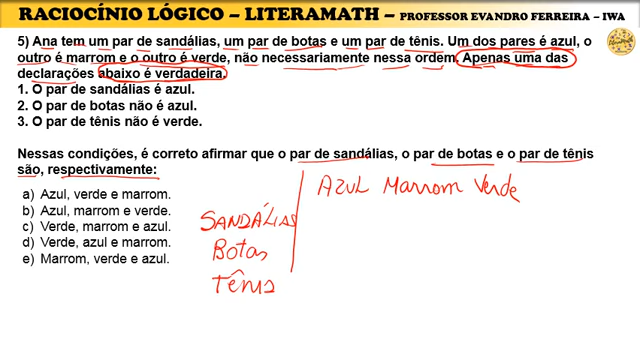 RACIOCÍNIO LÓGICO – LITERAMATH – PROFESSOR EVANDRO FERREIRA – IWA
5) Ana tem um par de sandálias, um par de botas e um par de tênis. Um dos pares é azul, o
outro é marrom e o outro é verde, não necessariamente nessa ordem. Apenas uma das
declarações abaixo é verdadeira.
1. O par de sandálias é azul.
2. O par de botas não é azul.
3. O par de tênis não é verde.
Nessas condições, é correto afirmar que o par de sandálias, o par de botas e o par de tênis
são, respectivamente:
a) Azul, verde e marrom.
b) Azul, marrom e verde.
c) Verde, marrom e azul.
d) Verde, azul e marrom.
e) Marrom, verde e azul.
AZUL Marrom Verde
SANDÁLIAS
Botas
Tênis